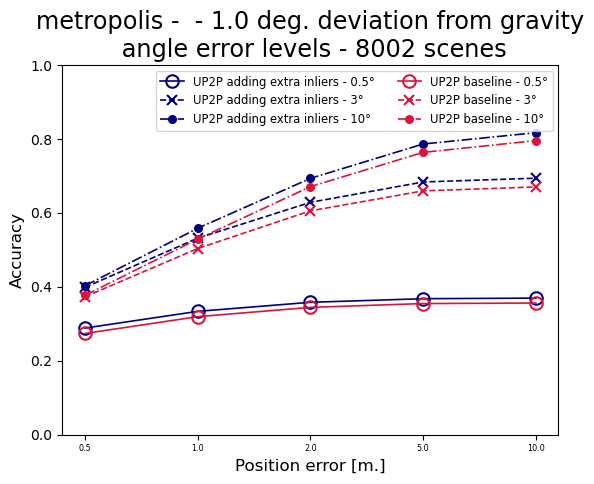 metropolis -  - 1.0 deg. deviation from gravity
angle error levels - 8002 scenes
UP2P adding extra inliers - 0.5°
UP2P adding extra inliers - 3°
UP2P adding extra inliers - 10°
UP2P baseline - 0.5°
UP2P baseline - 3°
UP2P baseline - 10°
1.0
0.8
0.6
0.4
0.2
0.0
Accuracy
0.5 1.0 2.0 5.0 10.0
Position error [m.]